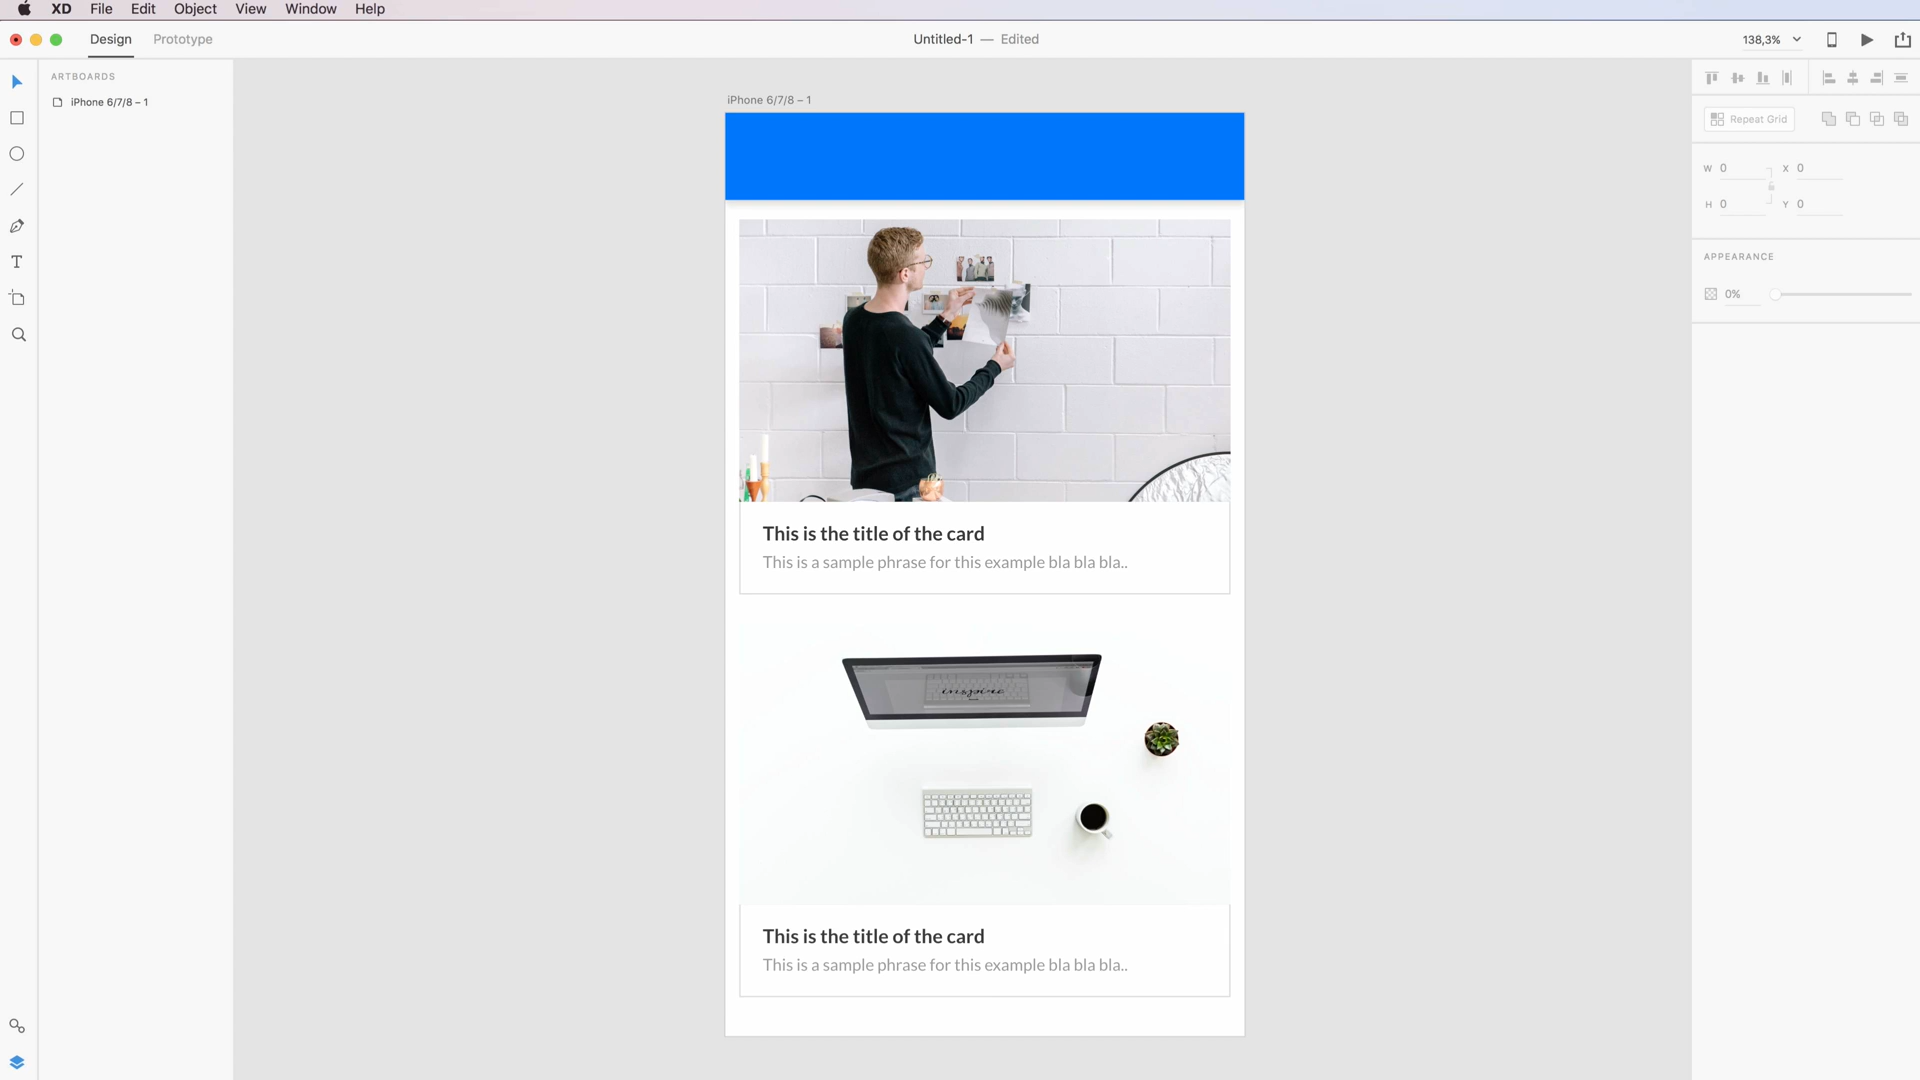 XD File Edit Object View Window Help
Design Prototype
Untitled-1 — Edited
138,3%
ARTBOARDS
iPhone 6/7/8 – 1
iPhone 6/7/8 – 1
Repeat Grid
W 0 X 0
H 0 Y 0
APPEARANCE
0%
This is the title of the card
This is a sample phrase for this example bla bla bla..
inspire
This is the title of the card
This is a sample phrase for this example bla bla bla..